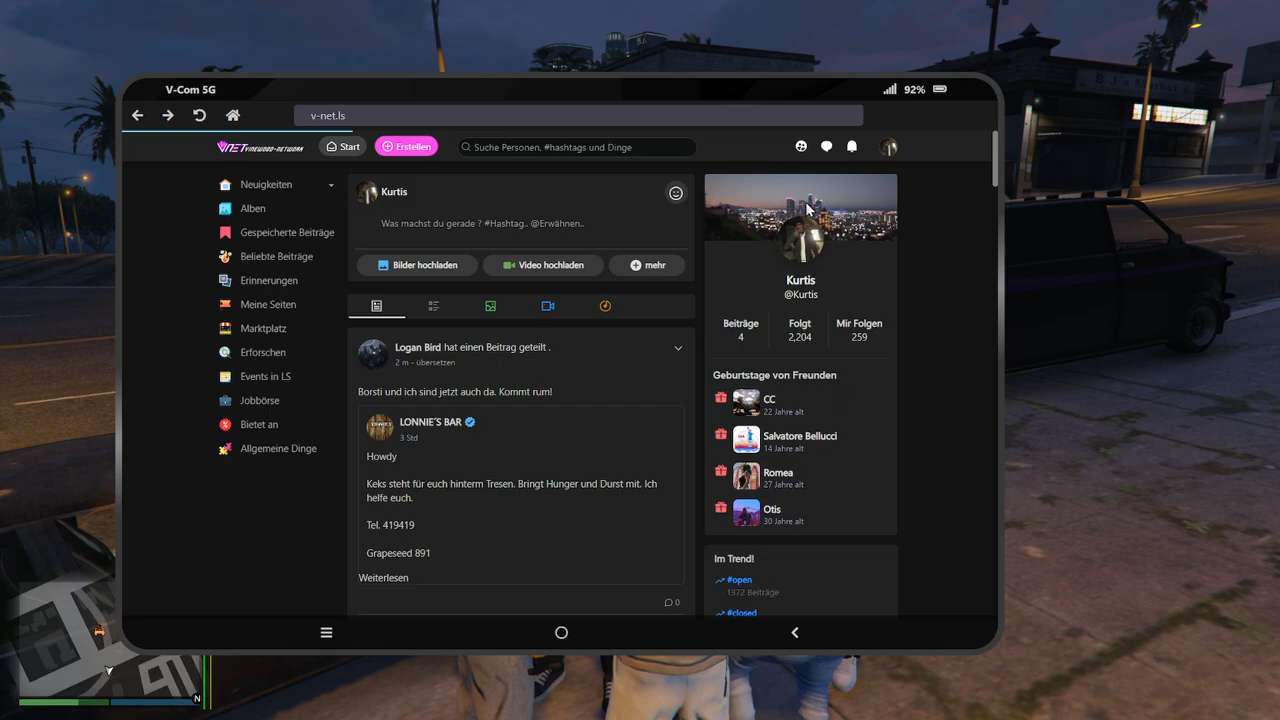 V-Com 5G
92%
v-net.ls
VNET VINEWOOD-NETWORK
Start
Erstellen
Suche Personen, #hashtags und Dinge
Neuigkeiten
Alben
Gespeicherte Beiträge
Beliebte Beiträge
Erinnerungen
Meine Seiten
Marktplatz
Erforschen
Events in LS
Jobbörse
Bietet an
Allgemeine Dinge
Kurtis
Was machst du gerade ? #Hashtag.. @Erwähnen..
Bilder hochladen
Video hochladen
mehr
Logan Bird hat einen Beitrag geteilt .
2 m - übersetzen
Borsti und ich sind jetzt auch da. Kommt rum!
LONNIE´S BAR
3 Std
Howdy
Keks steht für euch hinterm Tresen. Bringt Hunger und Durst mit. Ich
helfe euch.
Tel. 419419
Grapeseed 891
Weiterlesen
0
Kurtis
@Kurtis
Beiträge
4
Folgt
2,204
Mir Folgen
259
Geburtstage von Freunden
CC
22 Jahre alt
Salvatore Bellucci
14 Jahre alt
Romea
27 Jahre alt
Otis
30 Jahre alt
Im Trend!
#open
1372 Beiträge
#closed
N